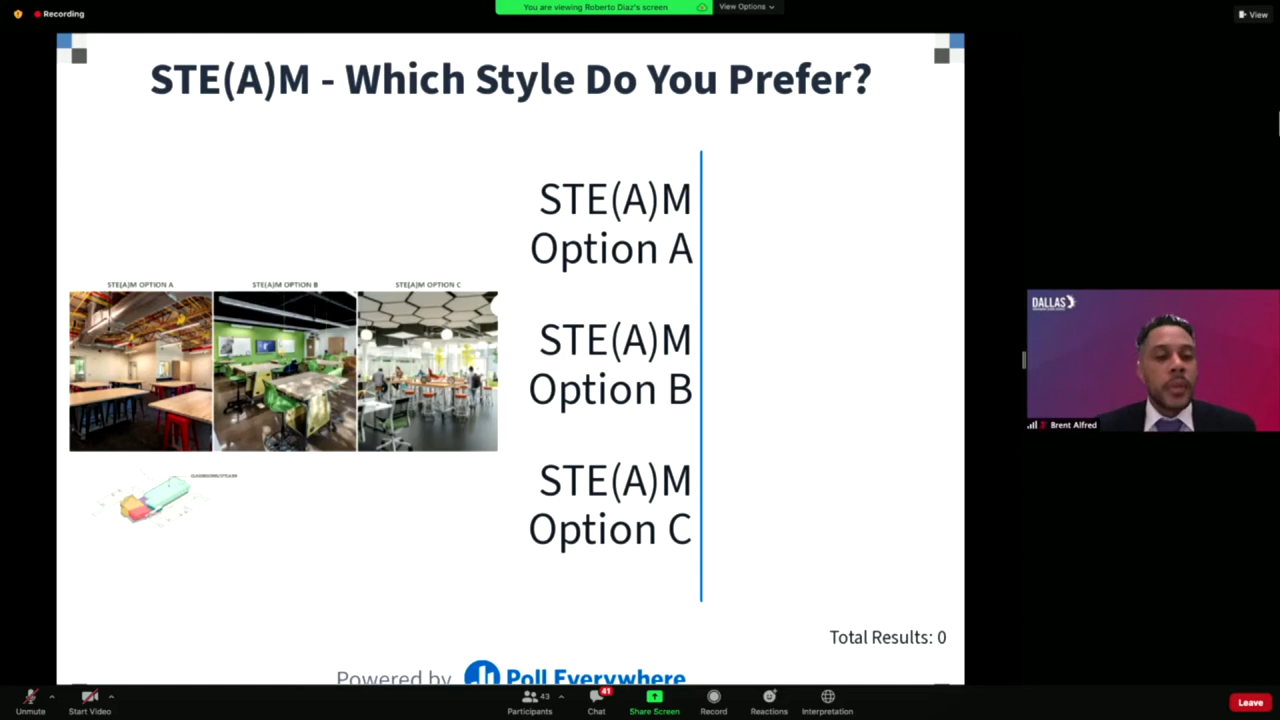 Recording
You are viewing Roberto Diaz's screen
View Options
View
STE(A)M - Which Style Do You Prefer?
STE(A)M
Option A
STE(A)M
Option B
STE(A)M
Option C
STE(A)M OPTION A
STE(A)M OPTION B
STE(A)M OPTION C
DALLAS
Brent Alfred
Total Results: 0
Powered by Poll Everywhere
Unmute
Start Video
43
Participants
41
Chat
Share Screen
Record
Reactions
Interpretation
Leave